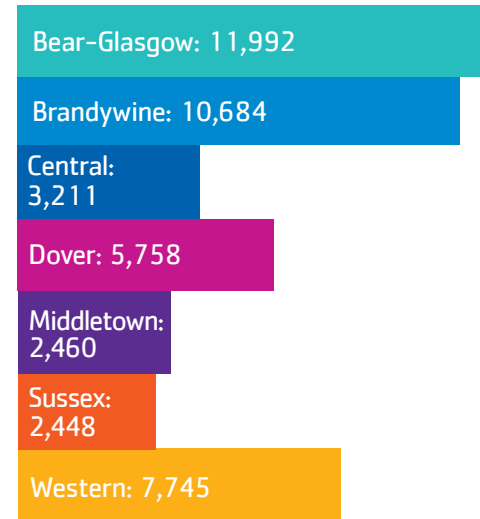 Bear-Glasgow: 11,992
Brandywine: 10,684
Central:
3,211
Dover: 5,758
Middletown:
2,460
Sussex:
2,448
Western: 7,745